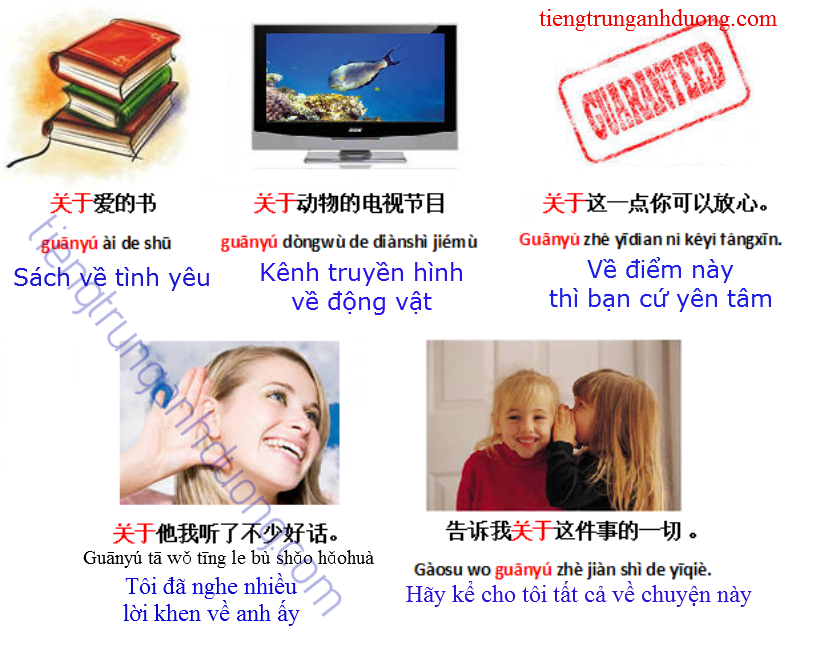 tiengtrunganhduong.com
GUARANTEED
关于爱的书
guānyú ài de shū
Sách về tình yêu
关于动物的电视节目
guānyú dòngwù de diànshì jiémù
Kênh truyền hình
về động vật
关于这一点你可以放心。
Guānyú zhè yīdiǎn nǐ kěyǐ fàngxīn.
Về điểm này
thì bạn cứ yên tâm
tiengtrunganhduong.com
关于他我听了不少好话。
Guānyú tā wǒ tīng le bù shǎo hǎohuà
Tôi đã nghe nhiều
lời khen về anh ấy
告诉我关于这件事的一切 。
Gàosu wo guānyú zhè jiàn shì de yīqiè.
Hãy kể cho tôi tất cả về chuyện này